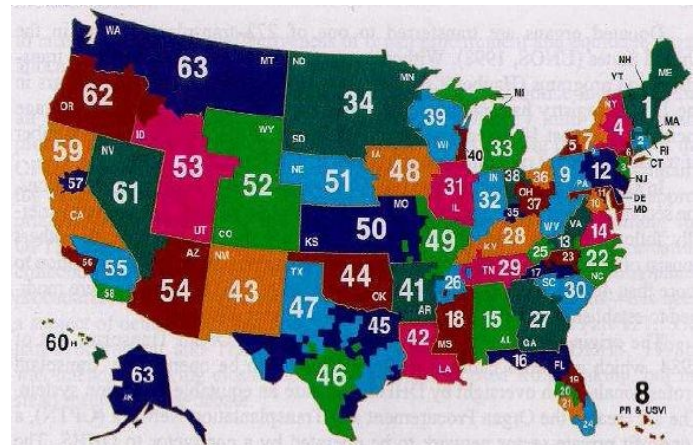 WA
63
MT
ND
34
MN
SD
OR
62
ID
53
WY
52
59
57
NV
61
CA
UT
CO
NE
51
KS
50
IA
48
MO
49
39
WI
MI
33
40
31
IL
IN
32
38
36
OH
37
35
KY
28
TN
29
NH
VT
ME
1
NY
4
MA
2
RI
CT
5
7
6
3
NJ
9
PA
12
DE
MD
11
10
WV
VA
14
13
25
23
22
NC
17
SC
30
56
55
58
AZ
54
NM
43
TX
47
44
OK
45
46
41
AR
26
42
LA
18
MS
15
AL
27
GA
16
FL
19
20
21
24
60
H
63
AK
8
PR & USVI